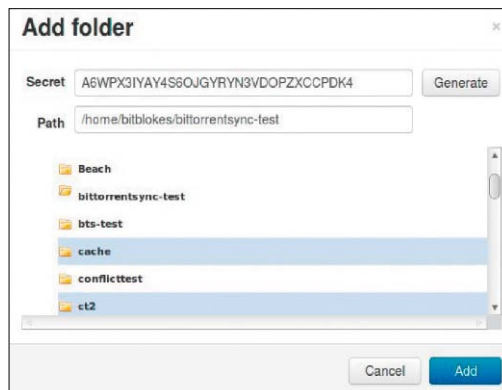 Add folder
×
Secret A6WPX3IYAY4S6OJGYRYN3VDOPZXCCPDK4 Generate
Path /home/bitblokes/bittorrentsync-test
Beach
bittorrentsync-test
bts-test
cache
conflicttest
ct2
Cancel Add